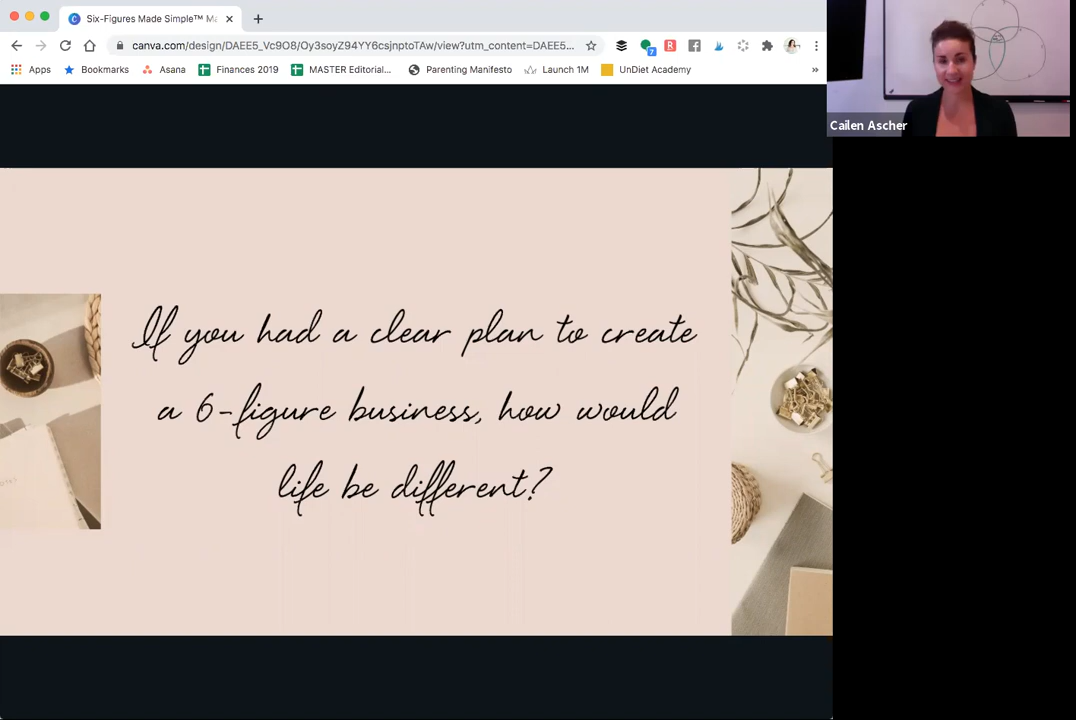 Six-Figures Made Simple™ Ma
canva.com/design/DAEE5_Vc9O8/Oy3soyZ94YY6csjnptoTAw/view?utm_content=DAEE5...
7
R
Apps Bookmarks Asana Finances 2019 MASTER Editorial... Parenting Manifesto Launch 1M UnDiet Academy »
Cailen Ascher
If you had a clear plan to create
a 6-figure business, how would
life be different?